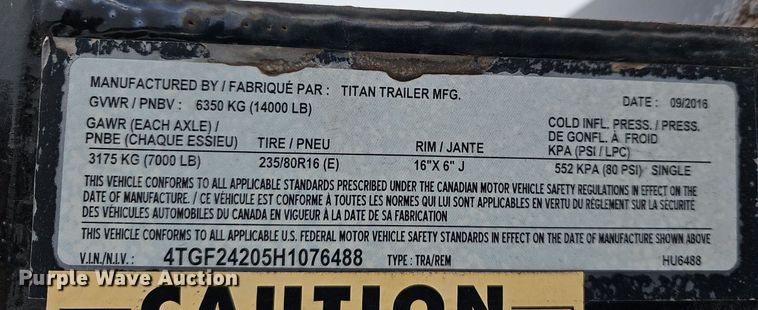 MANUFACTURED BY / FABRIQUÉ PAR : TITAN TRAILER MFG.
GVWR / PNBV : 6350 KG (14000 LB) DATE : 09/2016
GAWR (EACH AXLE) / COLD INFL. PRESS. / PRESS.
PNBE (CHAQUE ESSIEU) TIRE / PNEU RIM / JANTE DE GONFL. À FROID
KPA (PSI / LPC)
3175 KG (7000 LB) 235/80R16 (E) 16"X 6" J 552 KPA (80 PSI) SINGLE
THIS VEHICLE CONFORMS TO ALL APPLICABLE STANDARDS PRESCRIBED UNDER THE CANADIAN MOTOR VEHICLE SAFETY REGULATIONS IN EFFECT ON THE
DATE OF MANUFACTURE. / CE VÉHICULE EST CONFORME À TOUTES LES NORMES QUI LUI SONT APPLICABLES EN VERTU DU RÈGLEMENT SUR LA SÉCURITÉ
DES VÉHICULES AUTOMOBILES DU CANADA EN VIGUEUR À LA DATE DE SA FABRICATION
THIS VEHICLE CONFORMS TO ALL APPLICABLE U.S. FEDERAL MOTOR VEHICLE SAFETY STANDARDS IN EFFECT ON THE DATE OF MANUFACTURE
V.I.N./N.I.V. : 4TGF24205H1076488 TYPE : TRA/REM HU6488
Purple Wave Auction
CAUTION